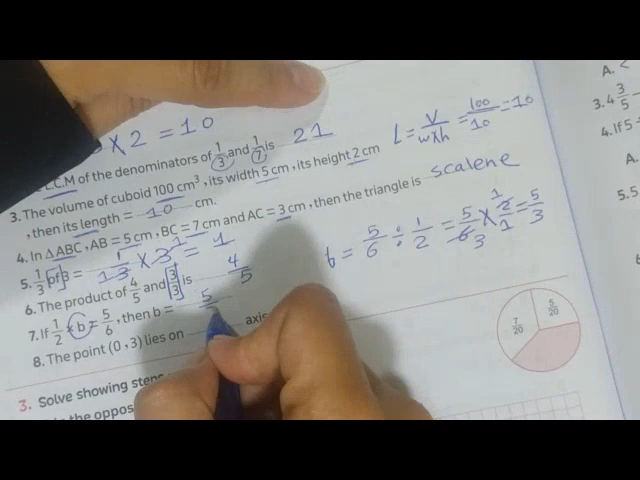 X 2 = 10
L.C.M of the denominators of 1/3 and 1/7 is 21
L = V/(w×h) = 100/10 = 10
3. The volume of cuboid 100 cm³, its width 5 cm, its height 2 cm
, then its length = 10 cm.
4. In ΔABC, AB = 5 cm, BC = 7 cm and AC = 3 cm, then the triangle is scalene
5. 1/3 of 3 = 1/3 × 3/1 = 1
6. The product of 4/5 and 3/3 is 4/5
b = 5/6 ÷ 1/2 = 5/6 × 2/1 = 5/3
7. If 1/2 × b = 5/6, then b = 5
8. The point (0, 3) lies on
3. Solve showing steps
the oppos
7/20
5/20
A. <
3. 4 3/5 –
4. If 5
A.
5. 5